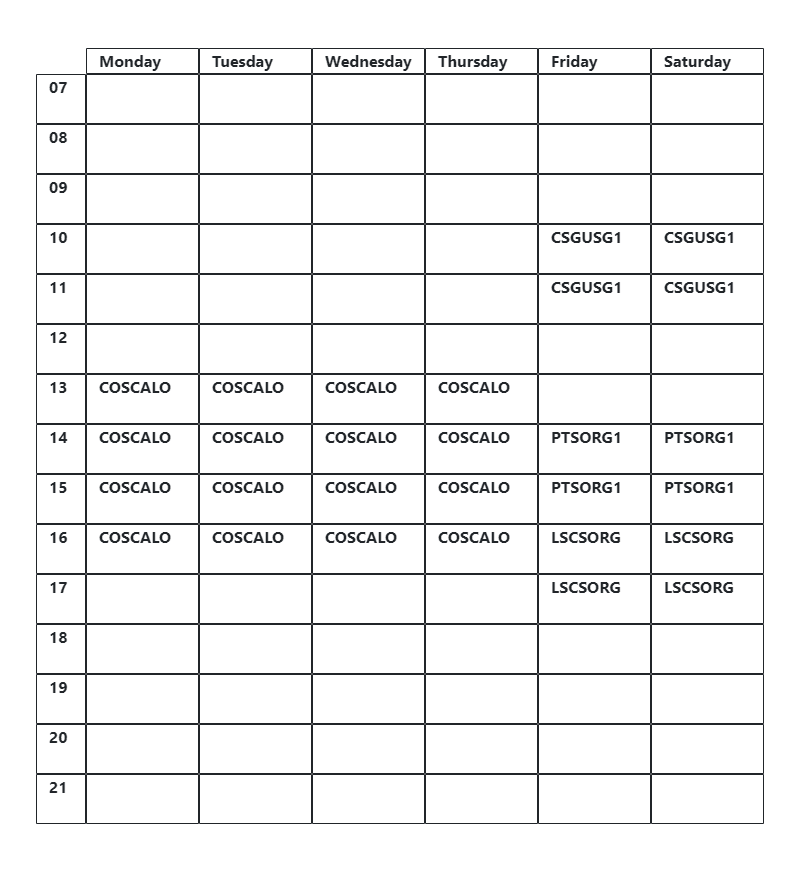 Monday Tuesday Wednesday Thursday Friday Saturday
07
08
09
10 CSGUSG1 CSGUSG1
11 CSGUSG1 CSGUSG1
12
13 COSCALO COSCALO COSCALO COSCALO
14 COSCALO COSCALO COSCALO COSCALO PTSORG1 PTSORG1
15 COSCALO COSCALO COSCALO COSCALO PTSORG1 PTSORG1
16 COSCALO COSCALO COSCALO COSCALO LSCSORG LSCSORG
17 LSCSORG LSCSORG
18
19
20
21